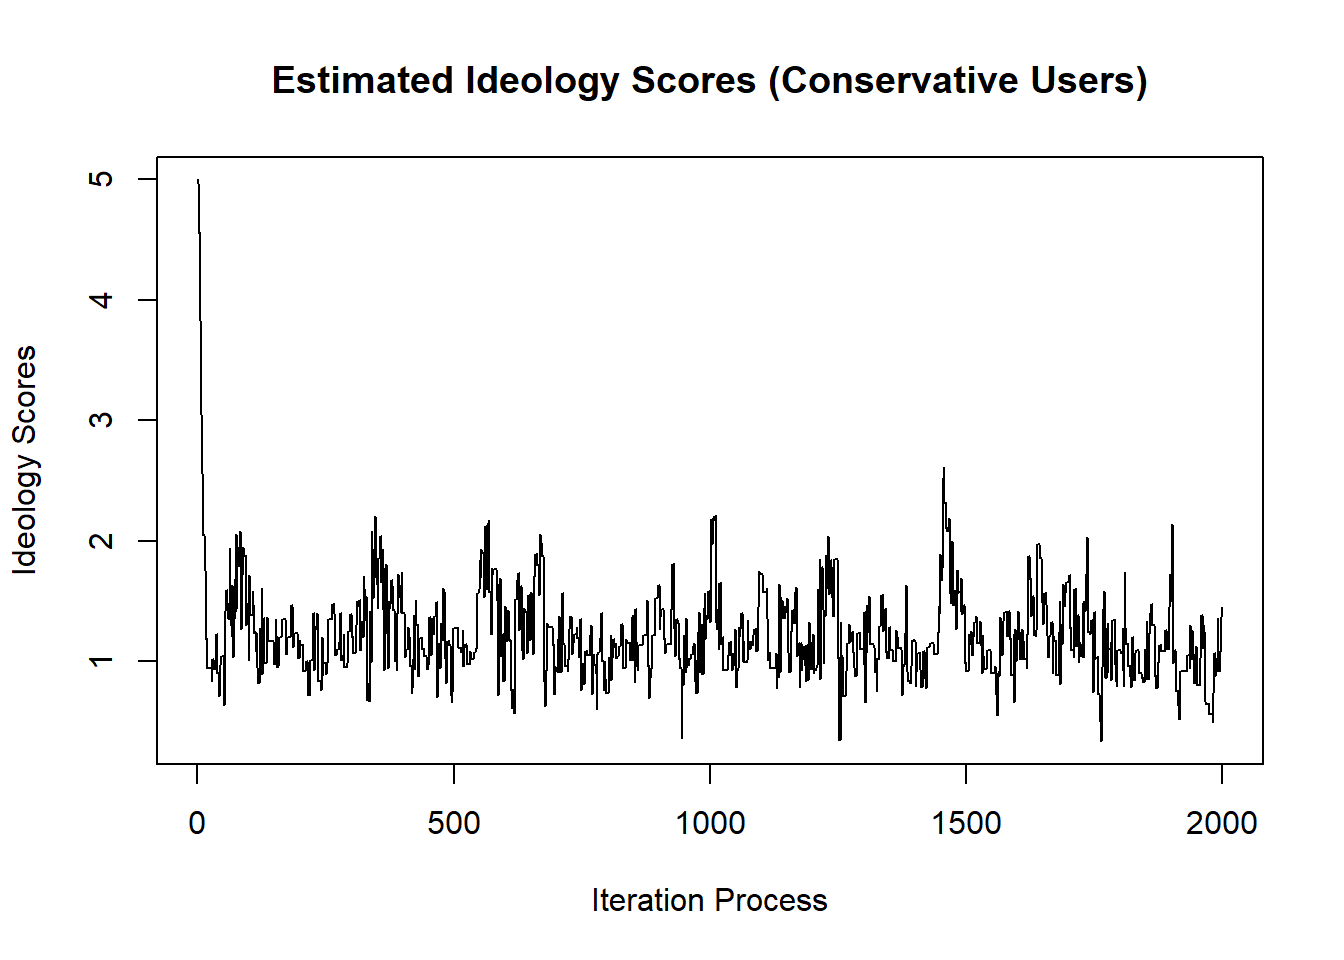 Estimated Ideology Scores (Conservative Users)
Ideology Scores
5
4
3
2
1
0 500 1000 1500 2000
Iteration Process